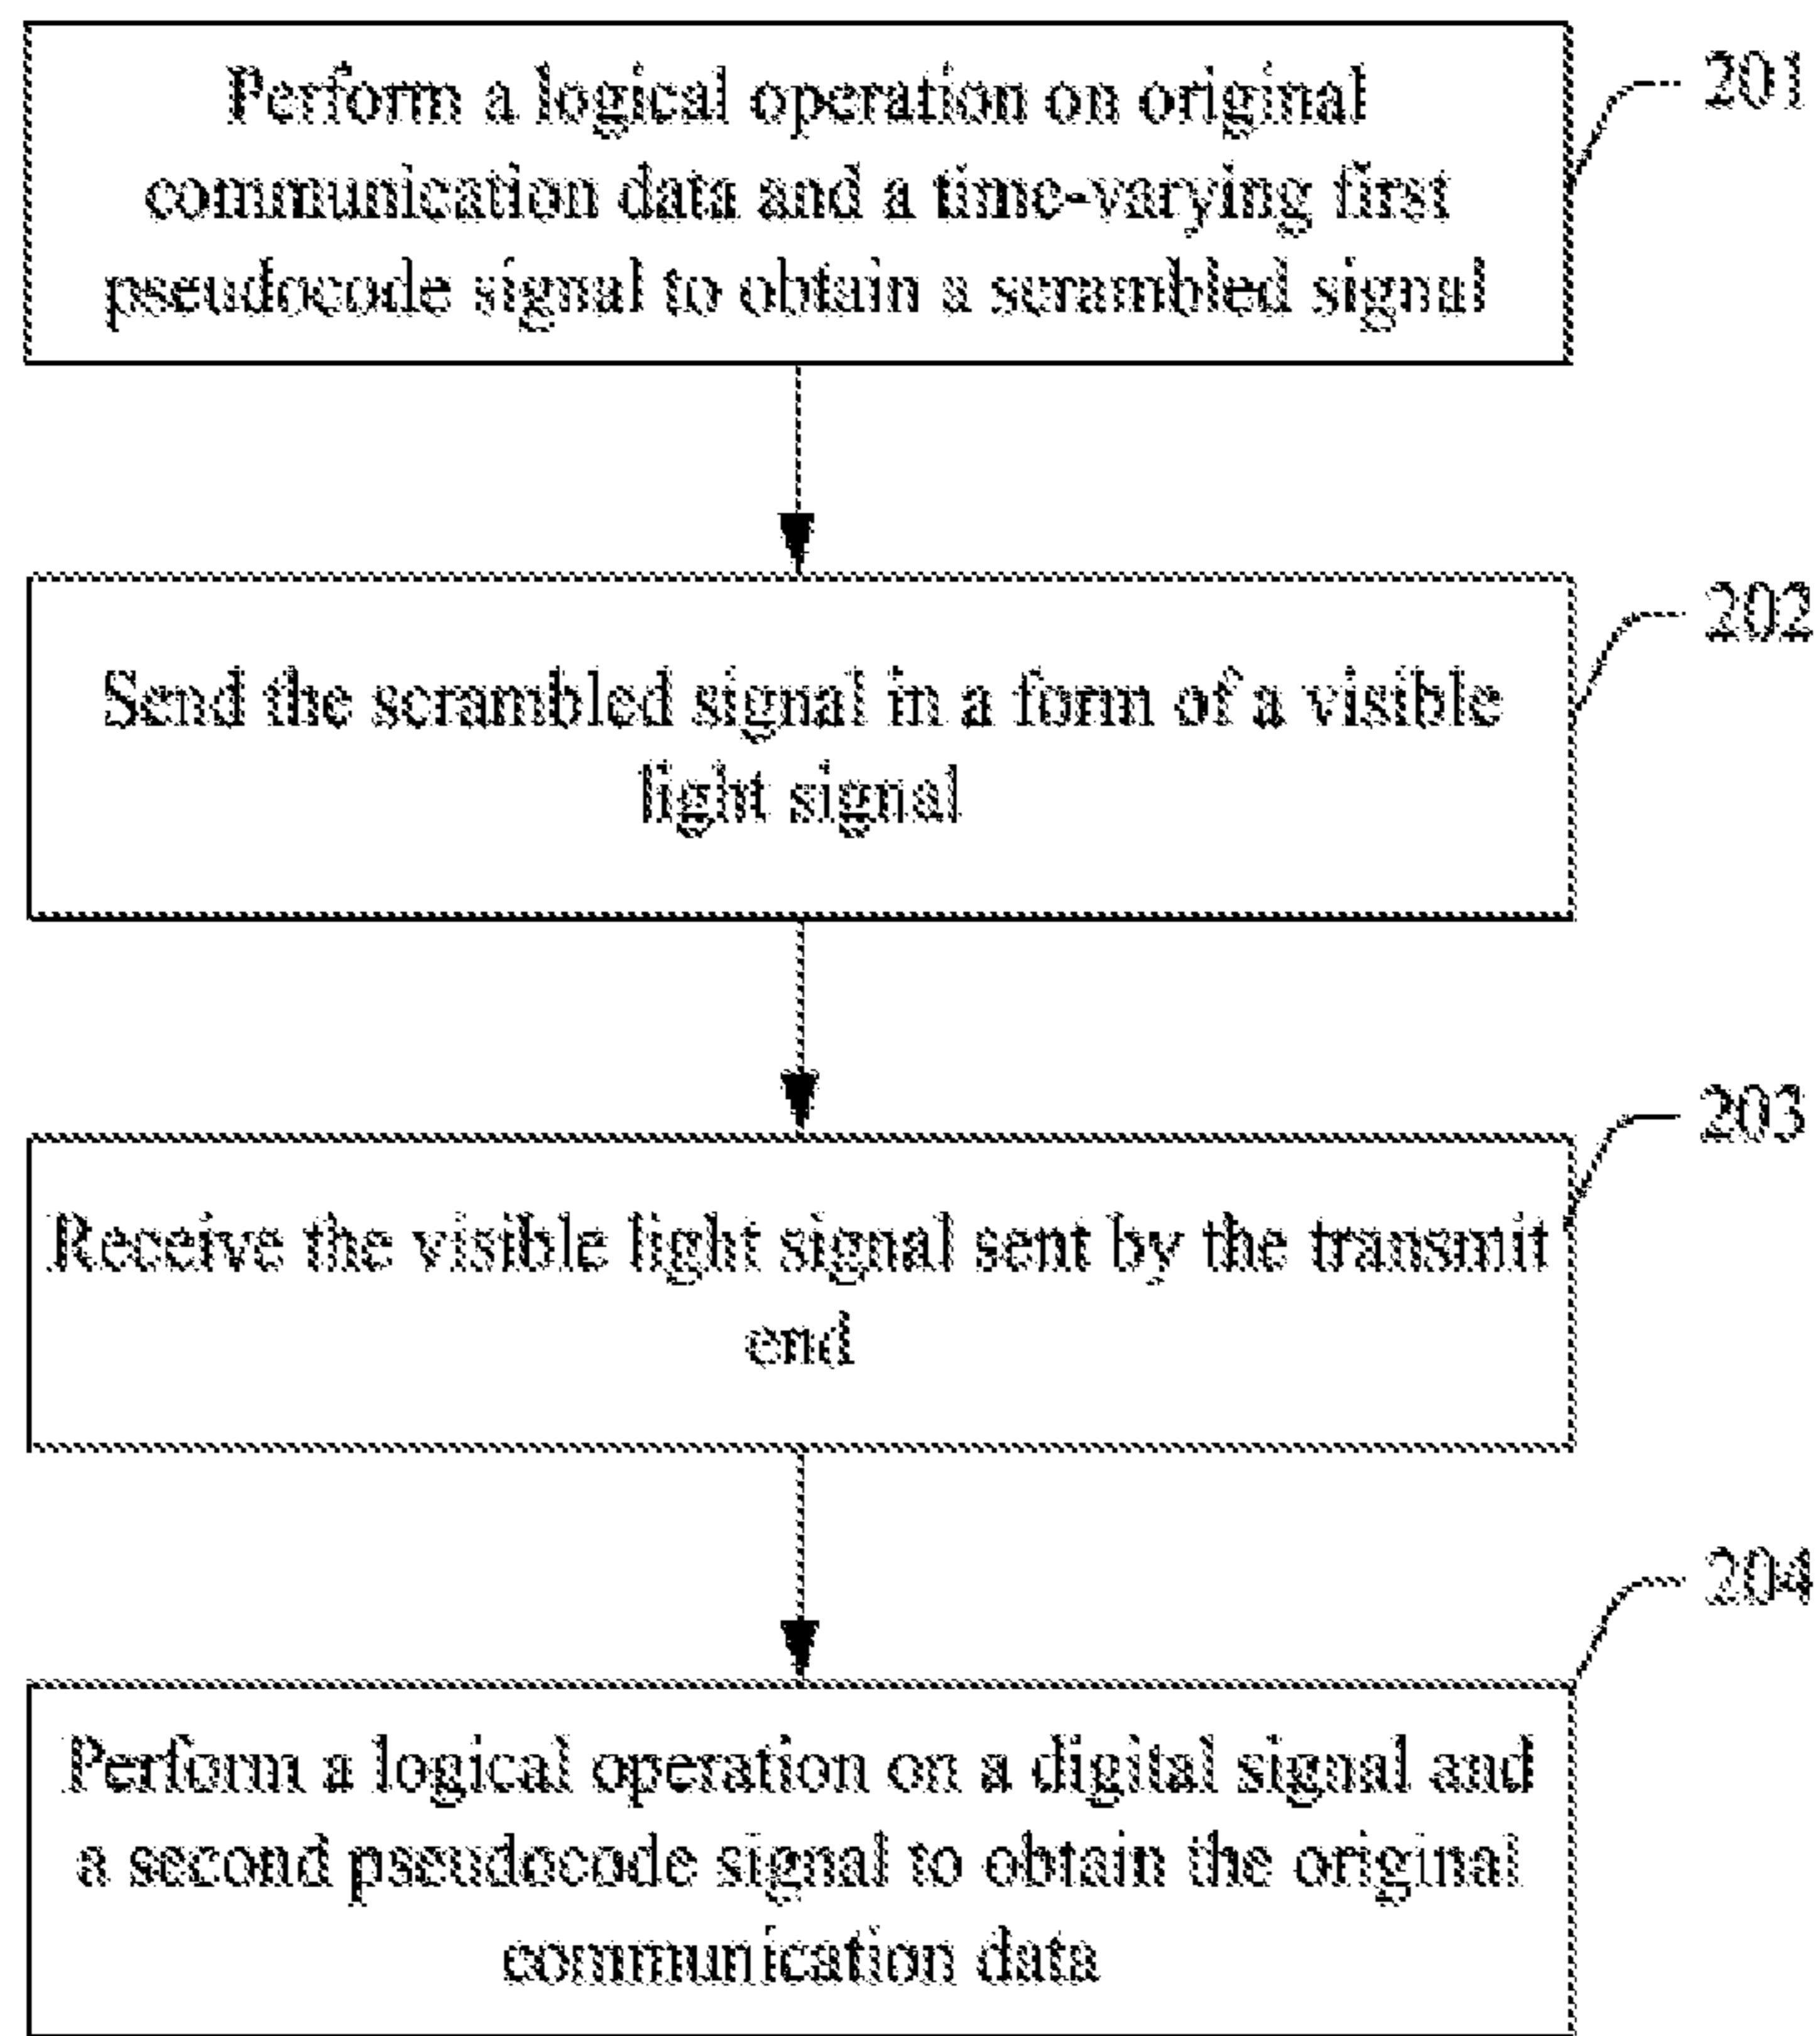 Perform a logical operation on original
201
communication data and a time-varying first
pseudocode signal to obtain a scrambled signal
202
Send the scrambled signal in a form of a visible
light signal
203
Receive the visible light signal sent by the transmit
end
204
Perform a logical operation on a digital signal and
a second pseudocode signal to obtain the original
communication data